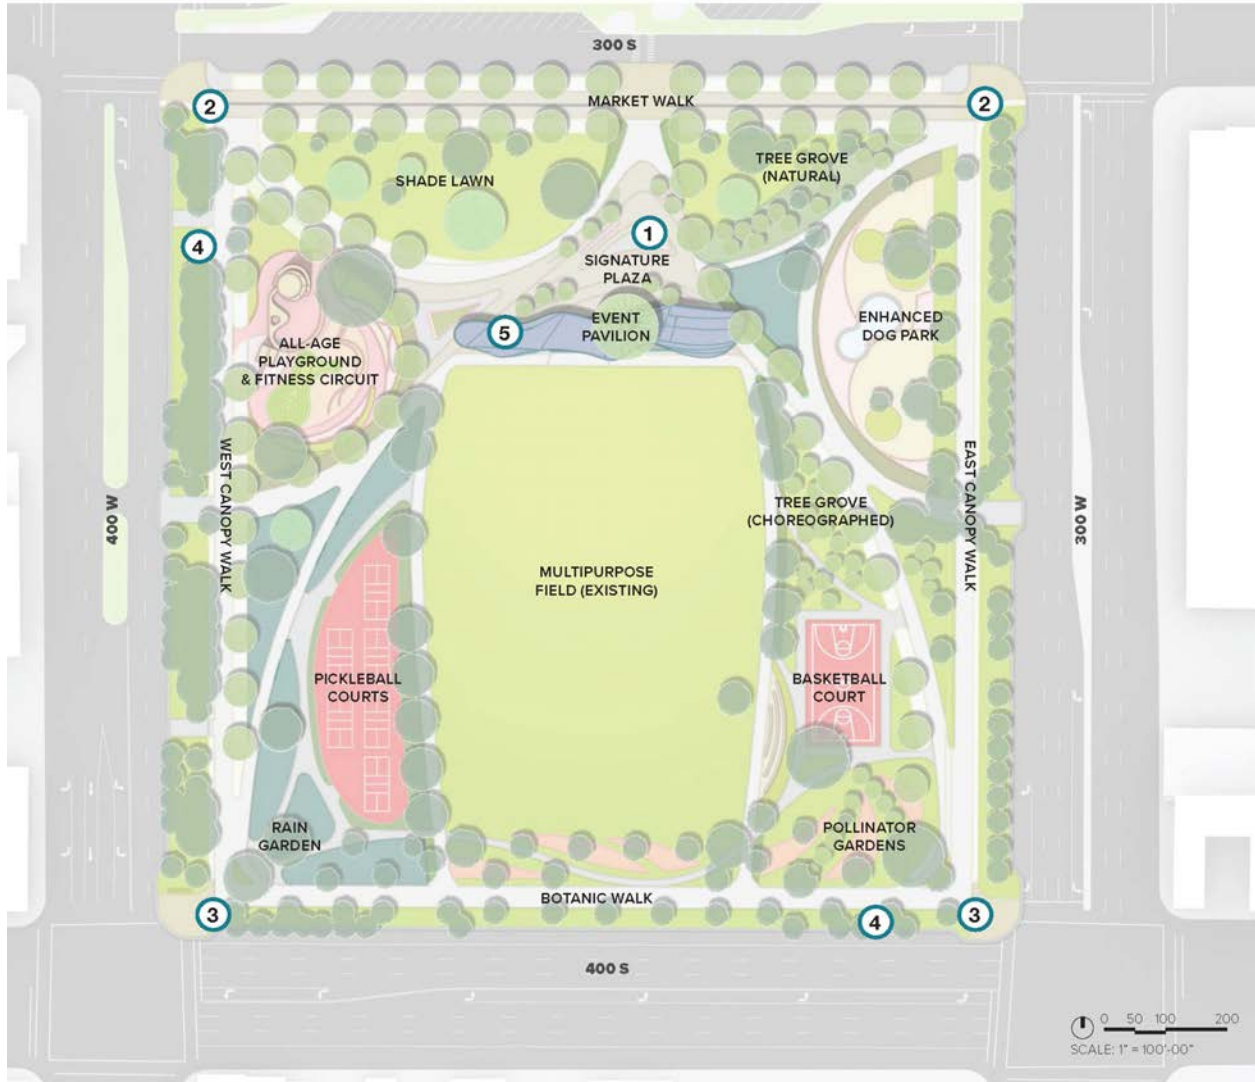 300 S
MARKET WALK
2
2
TREE GROVE
(NATURAL)
SHADE LAWN
1
4
SIGNATURE
PLAZA
EVENT
PAVILION
5
ENHANCED
DOG PARK
ALL-AGE
PLAYGROUND
& FITNESS CIRCUIT
WEST CANOPY WALK
EAST CANOPY WALK
400 W
300 W
TREE GROVE
(CHOREOGRAPHED)
MULTIPURPOSE
FIELD (EXISTING)
PICKLEBALL
COURTS
BASKETBALL
COURT
RAIN
GARDEN
POLLINATOR
GARDENS
BOTANIC WALK
3
4
3
400 S
0 50 100 200
SCALE: 1" = 100'-00"